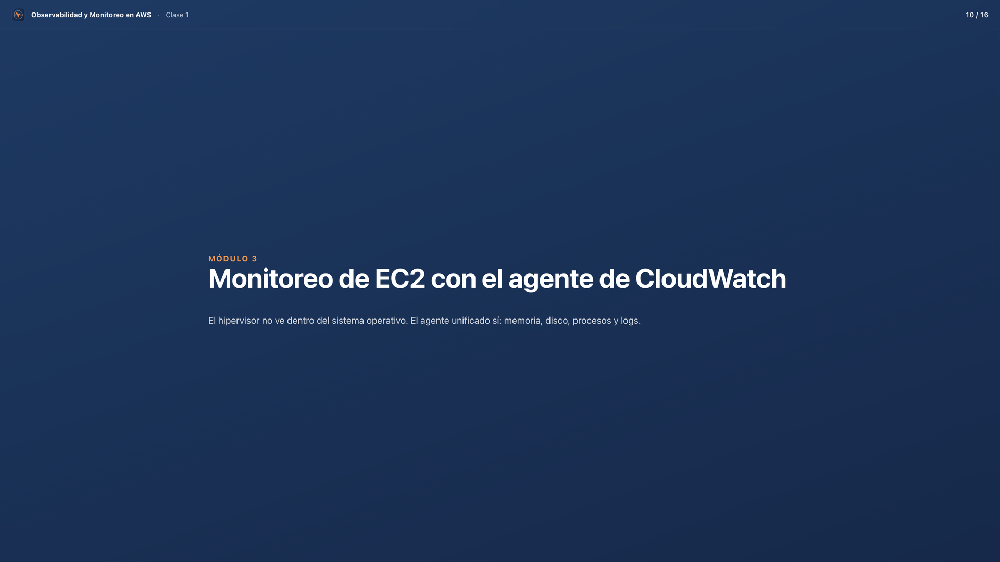 Observabilidad y Monitoreo en AWS · Clase 1
10 / 16
MÓDULO 3
Monitoreo de EC2 con el agente de CloudWatch
El hipervisor no ve dentro del sistema operativo. El agente unificado sí: memoria, disco, procesos y logs.